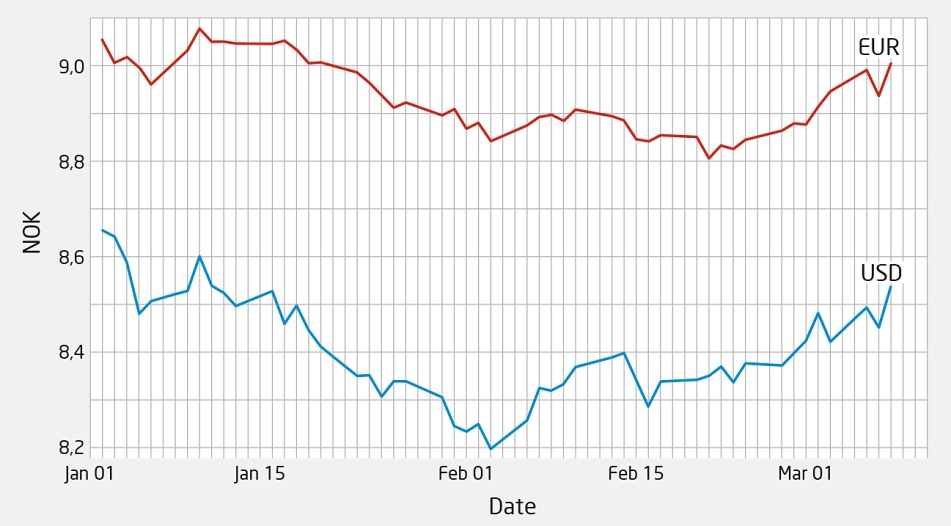 EUR
9,0
8,8
NOK
8,6
USD
8,4
8,2
Jan 01 Jan 15 Feb 01 Feb 15 Mar 01
Date